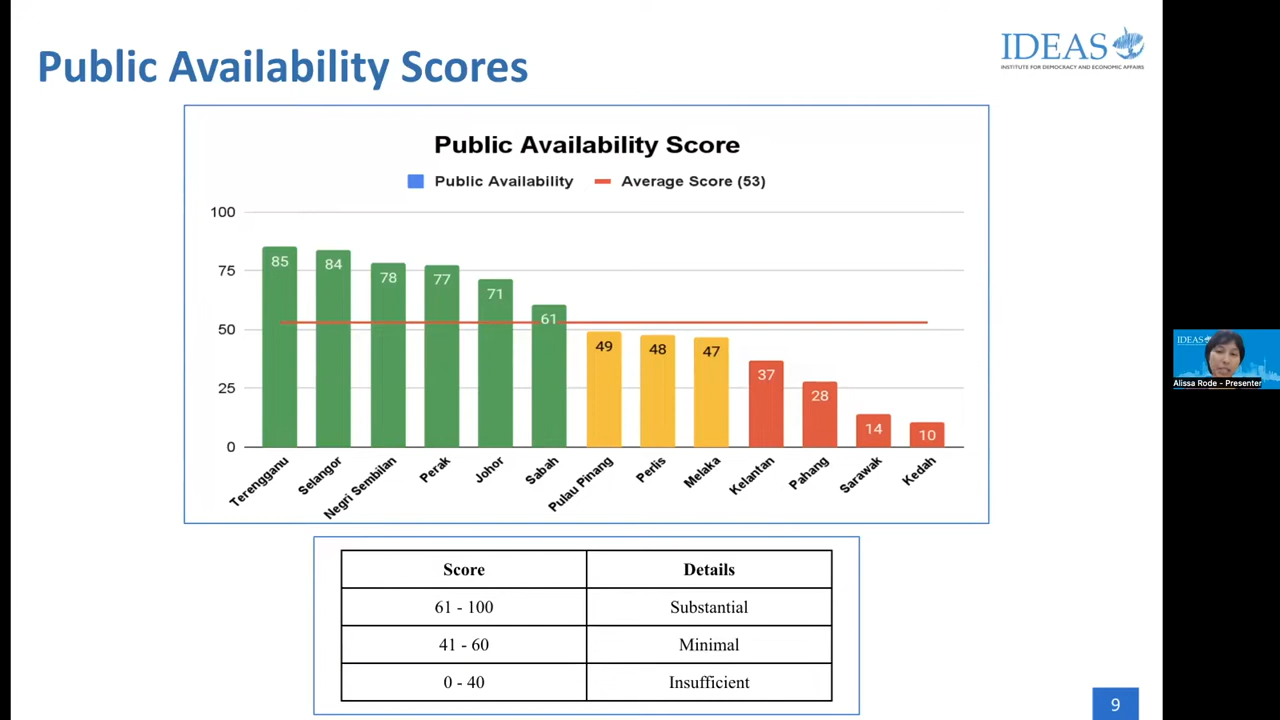 Public Availability Scores
IDEAS
INSTITUTE FOR DEMOCRACY AND ECONOMIC AFFAIRS
Public Availability Score
Public Availability
Average Score (53)
100
75
50
25
0
85
84
78
77
71
61
49
48
47
37
28
14
10
Terengganu
Selangor
Negri Sembilan
Perak
Johor
Sabah
Pulau Pinang
Perlis
Melaka
Kelantan
Pahang
Sarawak
Kedah
Score Details
61 - 100 Substantial
41 - 60 Minimal
0 - 40 Insufficient
9
IDEAS
Alissa Rode - Presenter